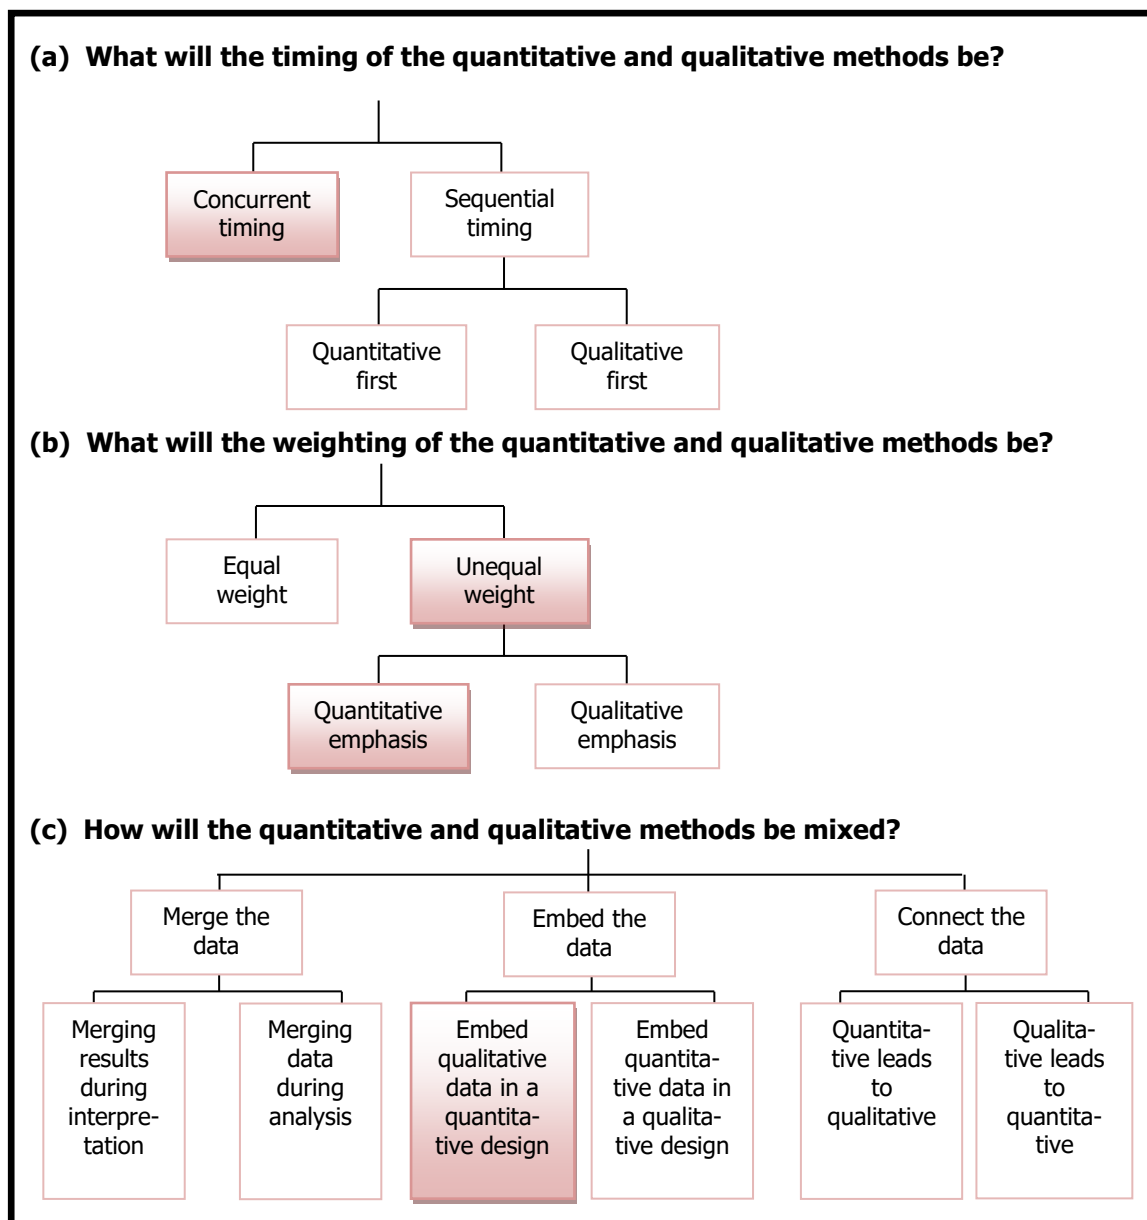 (a) What will the timing of the quantitative and qualitative methods be?
Concurrent
timing
Sequential
timing
Quantitative
first
Qualitative
first
(b) What will the weighting of the quantitative and qualitative methods be?
Equal
weight
Unequal
weight
Quantitative
emphasis
Qualitative
emphasis
(c) How will the quantitative and qualitative methods be mixed?
Merge the
data
Embed the
data
Connect the
data
Merging
results
during
interpre-
tation
Merging
data
during
analysis
Embed
qualitative
data in a
quantita-
tive design
Embed
quantita-
tive data in
a qualita-
tive design
Quantita-
tive leads
to
qualitative
Qualita-
tive leads
to
quantita-
tive